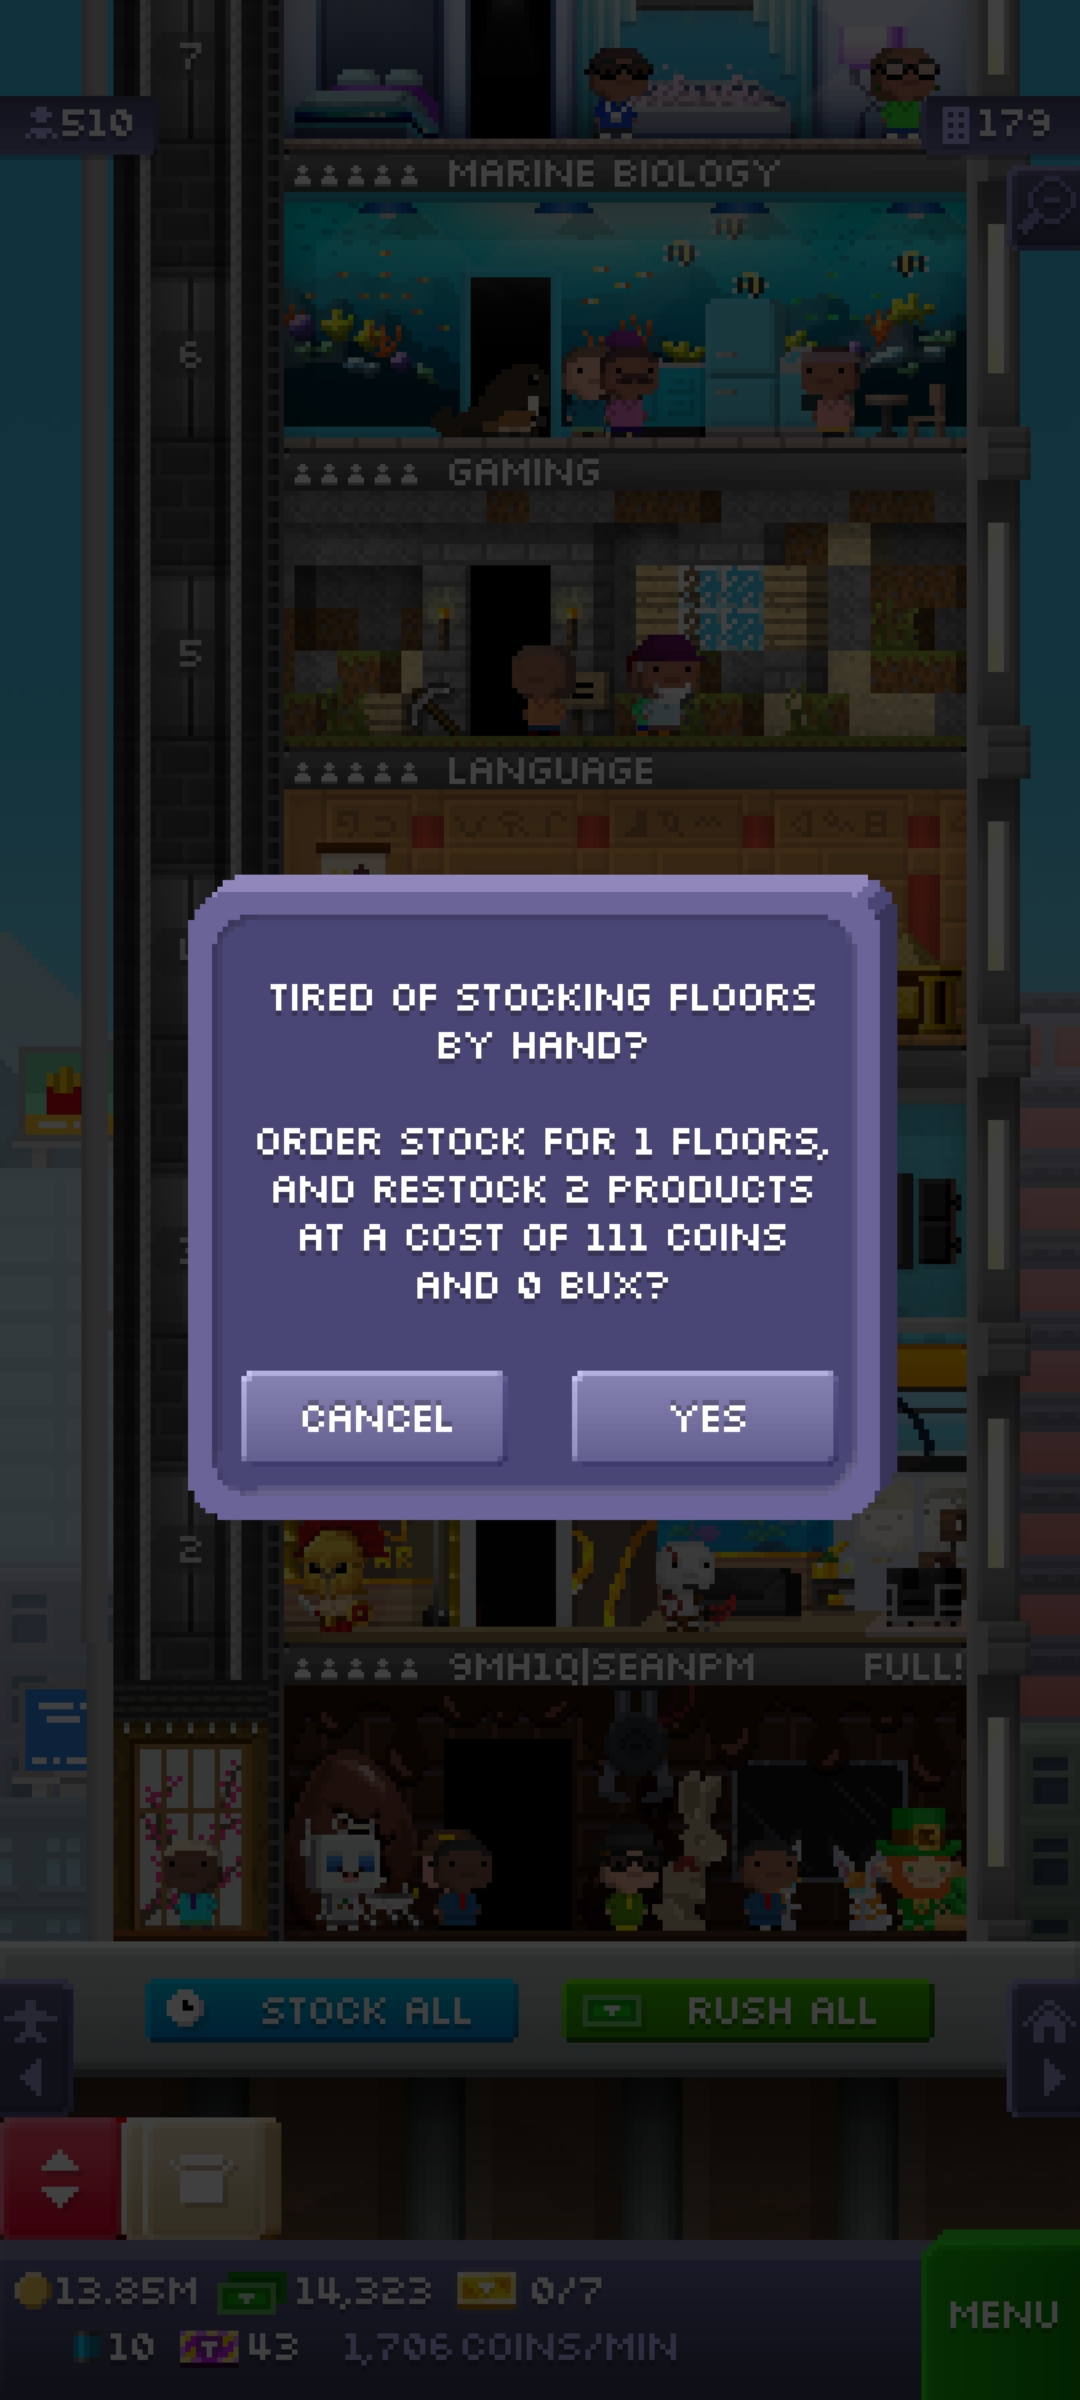 7
510
179
MARINE BIOLOGY
6
GAMING
5
LANGUAGE
TIRED OF STOCKING FLOORS
BY HAND?
ORDER STOCK FOR 1 FLOORS,
AND RESTOCK 2 PRODUCTS
AT A COST OF 111 COINS
AND 0 BUX?
CANCEL
YES
2
9MH1Q|SEANPM FULL!
STOCK ALL
RUSH ALL
13.85M 14,323 0/7
MENU
10 43 1,706 COINS/MIN